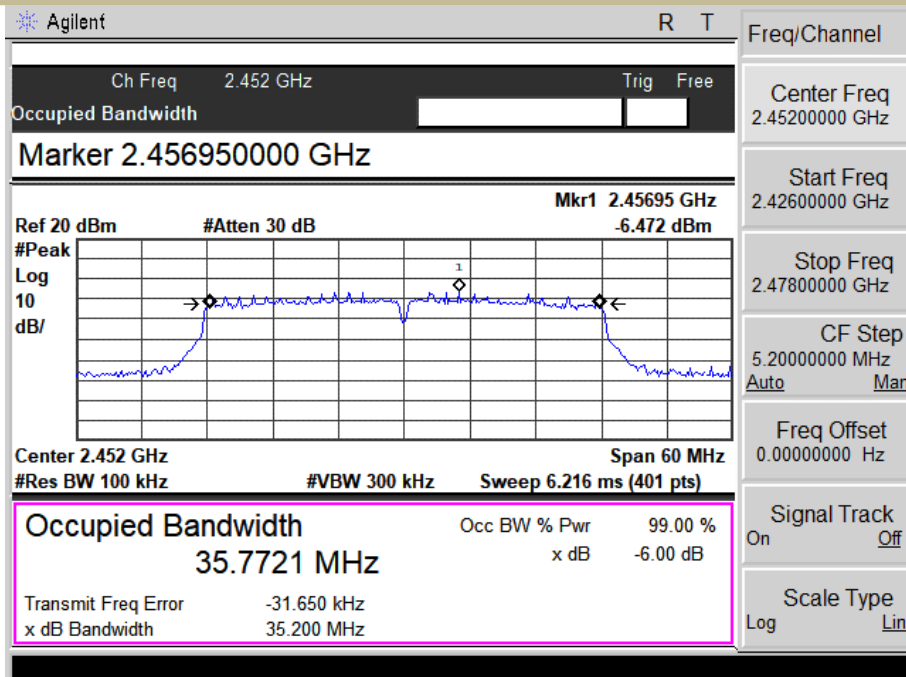 Agilent R T
Ch Freq 2.452 GHz Trig Free
Occupied Bandwidth
Marker 2.456950000 GHz
Mkr1 2.45695 GHz
Ref 20 dBm #Atten 30 dB -6.472 dBm
#Peak
Log
10
dB/
1
Center 2.452 GHz Span 60 MHz
#Res BW 100 kHz #VBW 300 kHz Sweep 6.216 ms (401 pts)
Occupied Bandwidth Occ BW % Pwr 99.00 %
35.7721 MHz x dB -6.00 dB
Transmit Freq Error -31.650 kHz
x dB Bandwidth 35.200 MHz
Freq/Channel
Center Freq
2.45200000 GHz
Start Freq
2.42600000 GHz
Stop Freq
2.47800000 GHz
CF Step
5.20000000 MHz
Auto Man
Freq Offset
0.00000000 Hz
Signal Track
On Off
Scale Type
Log Lin